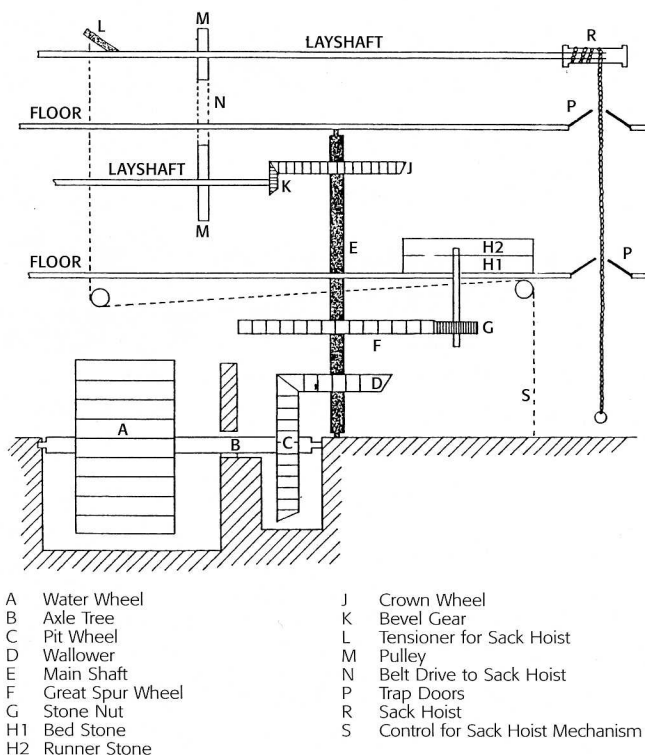 L
M
R
LAYSHAFT
N
P
FLOOR
LAYSHAFT
J
K
M
E
H2
H1
P
FLOOR
G
F
D
S
A
B
C
A Water Wheel
B Axle Tree
C Pit Wheel
D Wallower
E Main Shaft
F Great Spur Wheel
G Stone Nut
H1 Bed Stone
H2 Runner Stone
J Crown Wheel
K Bevel Gear
L Tensioner for Sack Hoist
M Pulley
N Belt Drive to Sack Hoist
P Trap Doors
R Sack Hoist
S Control for Sack Hoist Mechanism